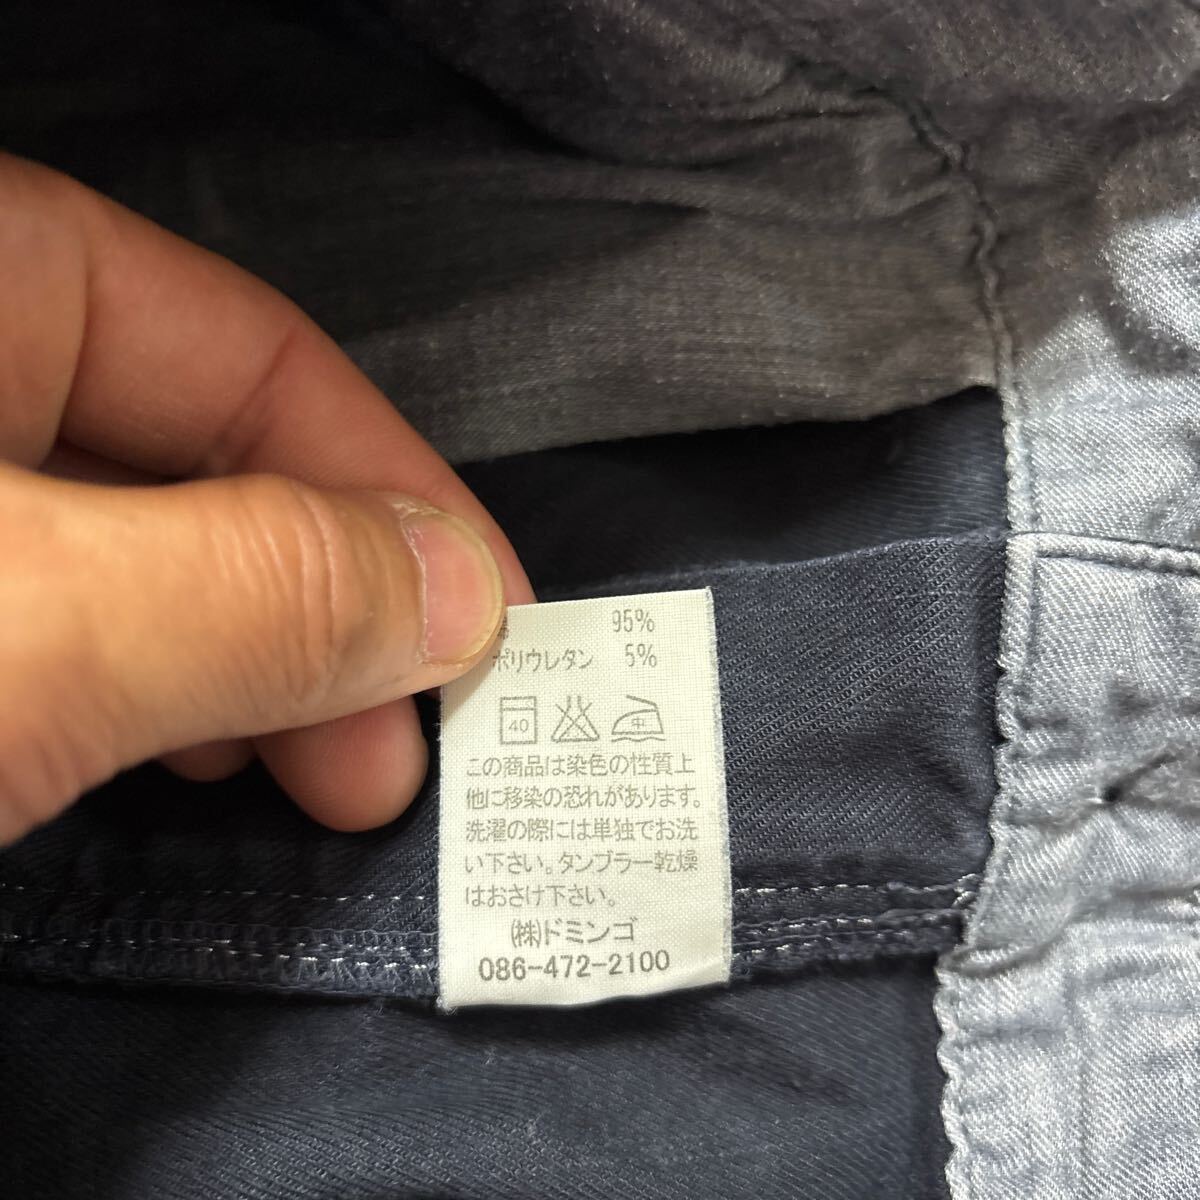 95%
ポリウレタン 5%
40 中
この商品は染色の性質上
他に移染の恐れがあります。
洗濯の際には単独でお洗
い下さい。タンブラー乾燥
はおさけ下さい。
(株)ドミンゴ
086-472-2100